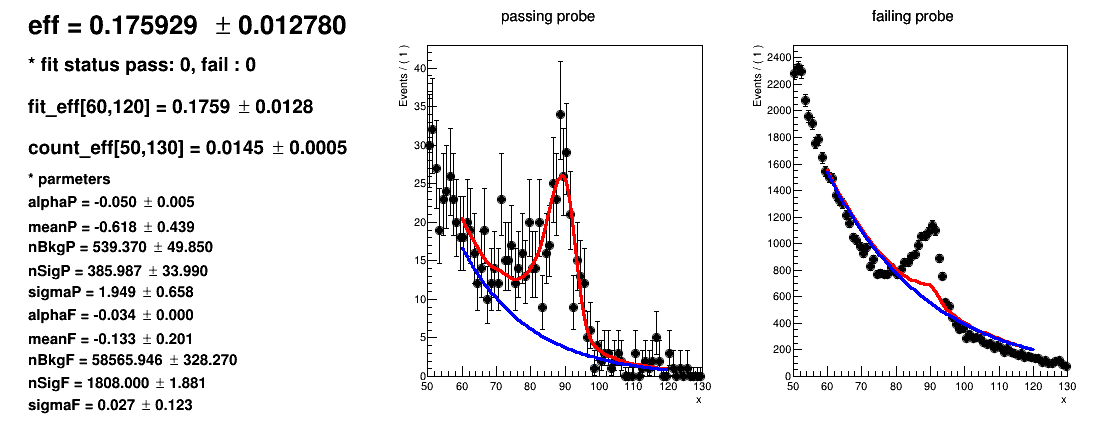 eff = 0.175929 ± 0.012780
* fit status pass: 0, fail : 0
fit_eff[60,120] = 0.1759 ± 0.0128
count_eff[50,130] = 0.0145 ± 0.0005
* parmeters
alphaP = -0.050 ± 0.005
meanP = -0.618 ± 0.439
nBkgP = 539.370 ± 49.850
nSigP = 385.987 ± 33.990
sigmaP = 1.949 ± 0.658
alphaF = -0.034 ± 0.000
meanF = -0.133 ± 0.201
nBkgF = 58565.946 ± 328.270
nSigF = 1808.000 ± 1.881
sigmaF = 0.027 ± 0.123
passing probe
Events / ( 1 )
40
35
30
25
20
15
10
5
0
50 60 70 80 90 100 110 120 130
x
failing probe
Events / ( 1 )
2400
2200
2000
1800
1600
1400
1200
1000
800
600
400
200
0
50 60 70 80 90 100 110 120 130
x